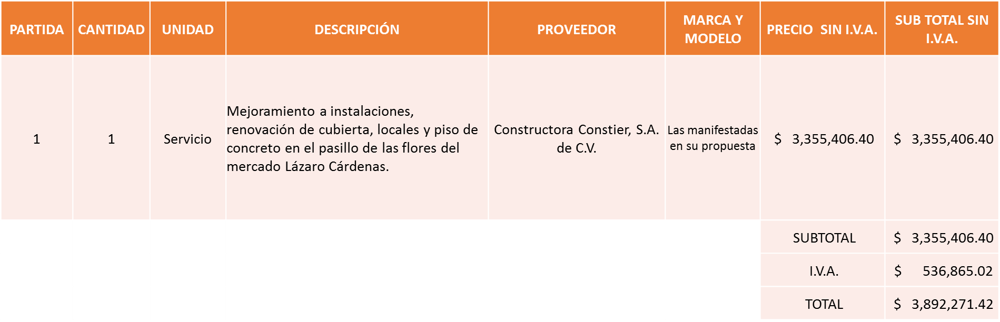 PARTIDA
CANTIDAD
UNIDAD
DESCRIPCIÓN
PROVEEDOR
MARCA Y
MODELO
PRECIO SIN I.V.A.
SUB TOTAL SIN
I.V.A.
1
1
Servicio
Mejoramiento a instalaciones,
renovación de cubierta, locales y piso de
concreto en el pasillo de las flores del
mercado Lázaro Cárdenas.
Constructora Constier, S.A.
de C.V.
Las manifestadas
en su propuesta
$ 3,355,406.40
$ 3,355,406.40
SUBTOTAL
$ 3,355,406.40
I.V.A.
$ 536,865.02
TOTAL
$ 3,892,271.42